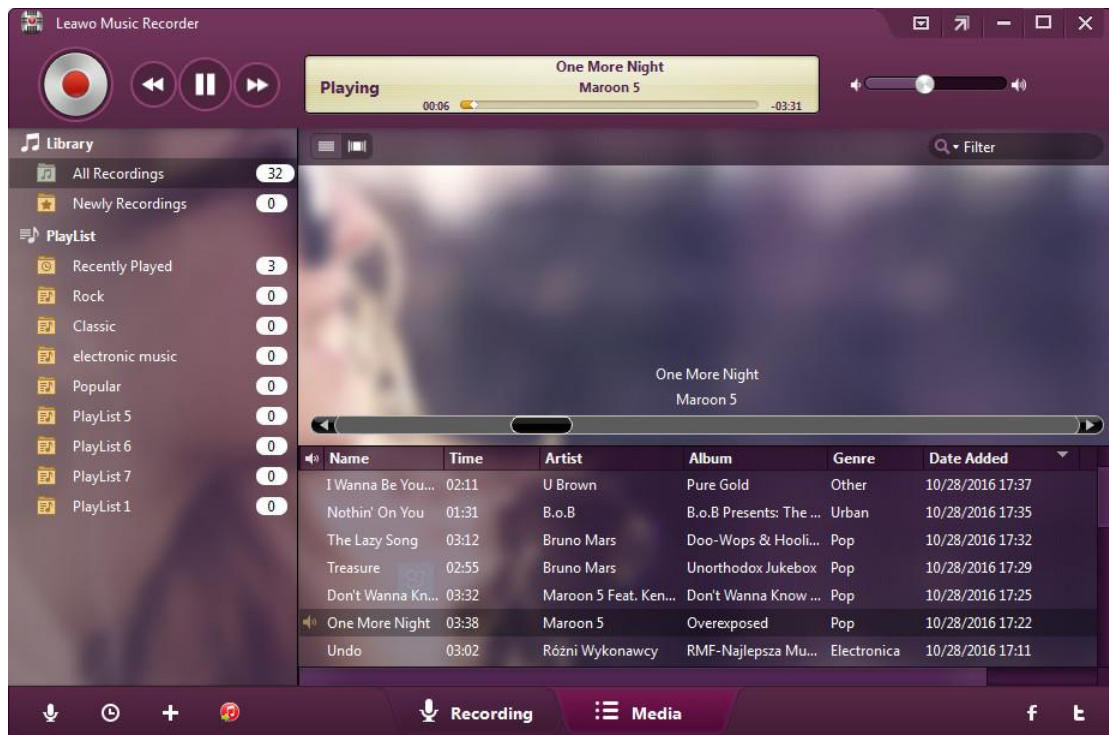 Leawo Music Recorder
One More Night
Playing Maroon 5
00:06 -03:31
Library
All Recordings 32
Newly Recordings 0
PlayList
Recently Played 3
Rock 0
Classic 0
electronic music 0
Popular 0
PlayList 5 0
PlayList 6 0
PlayList 7 0
PlayList 1 0
Filter
One More Night
Maroon 5
Name Time Artist Album Genre Date Added
I Wanna Be You... 02:11 U Brown Pure Gold Other 10/28/2016 17:37
Nothin' On You 01:31 B.o.B B.o.B Presents: The ... Urban 10/28/2016 17:35
The Lazy Song 03:12 Bruno Mars Doo-Wops & Hooli... Pop 10/28/2016 17:32
Treasure 02:55 Bruno Mars Unorthodox Jukebox Pop 10/28/2016 17:29
Don't Wanna Kn... 03:32 Maroon 5 Feat. Ken... Don't Wanna Know ... Pop 10/28/2016 17:25
One More Night 03:38 Maroon 5 Overexposed Pop 10/28/2016 17:22
Undo 03:02 Różni Wykonawcy RMF-Najlepsza Mu... Electronica 10/28/2016 17:11
Recording Media